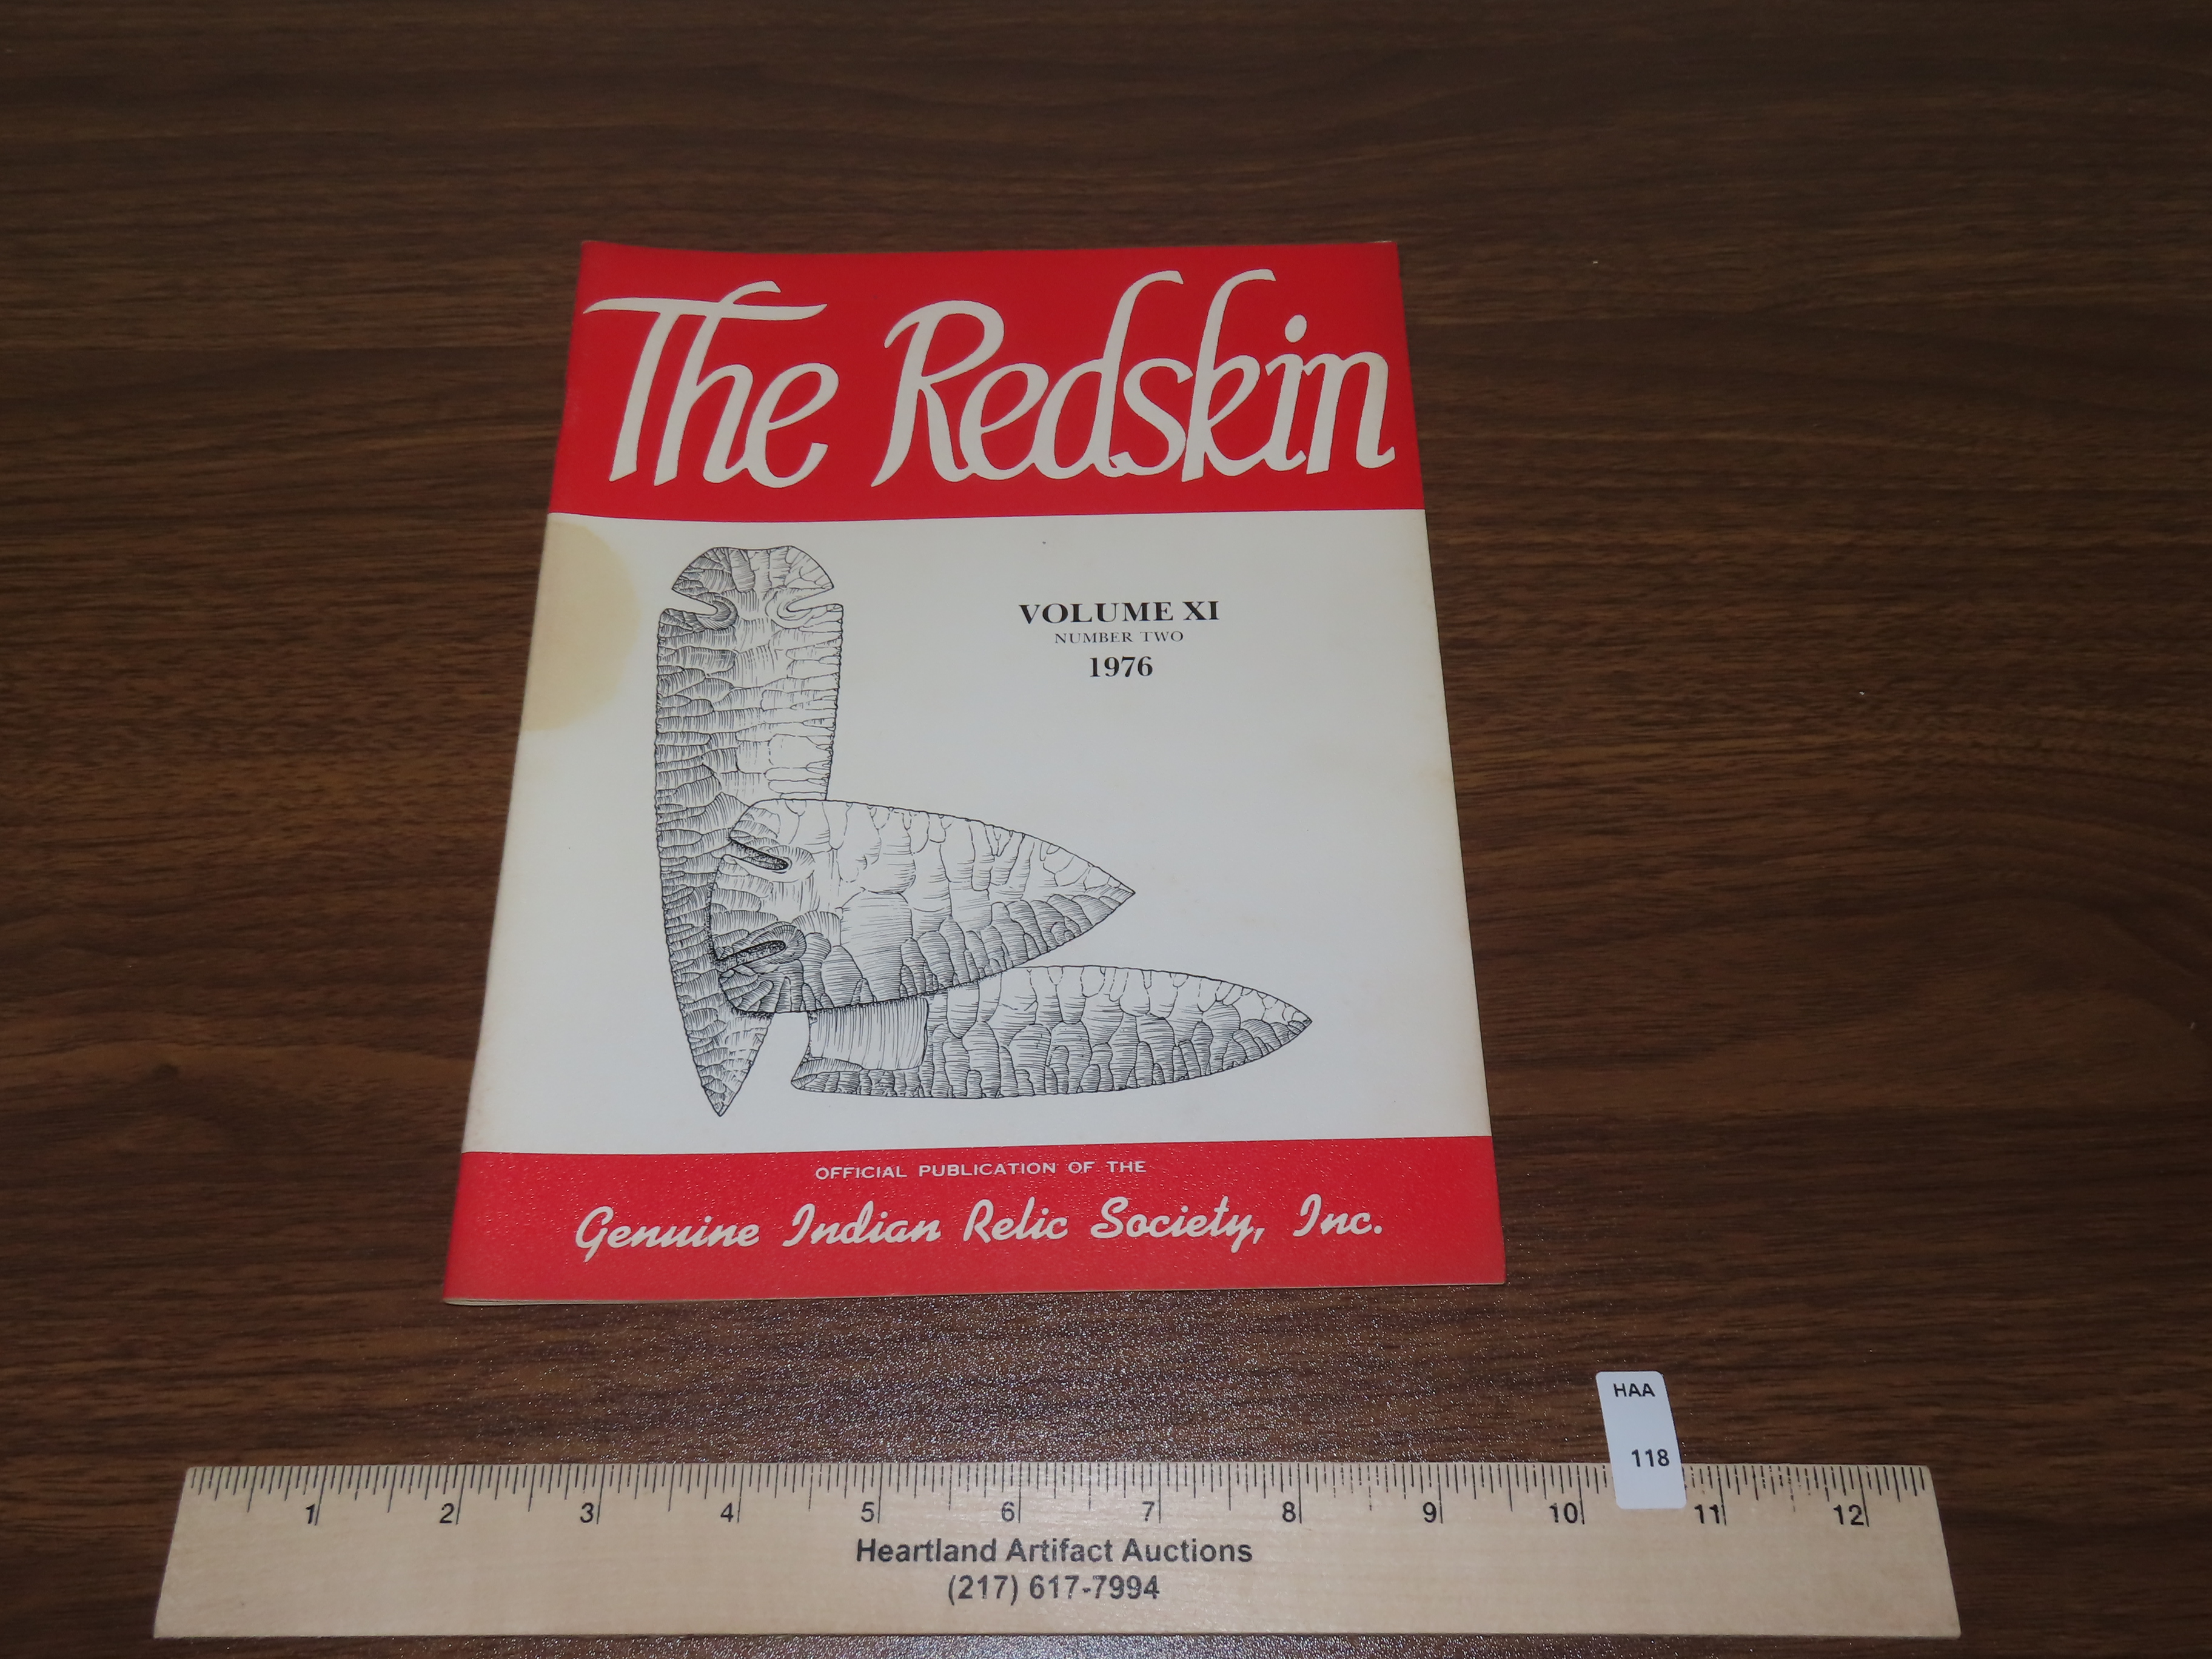 The Redskin
VOLUME XI
NUMBER TWO
1976
OFFICIAL PUBLICATION OF THE
Genuine Indian Relic Society, Inc.
HAA
118
1 2 3 4 5 6 7 8 9 10 11 12
Heartland Artifact Auctions
(217) 617-7994